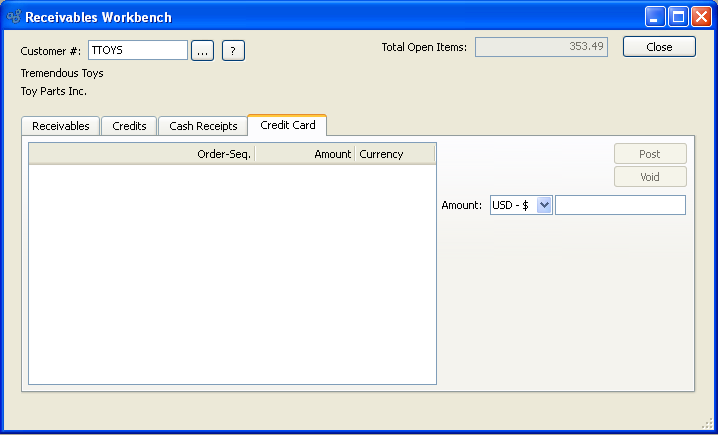 Receivables Workbench
Customer #: TTOYS ... ? Total Open Items: 353.49 Close
Tremendous Toys
Toy Parts Inc.
Receivables Credits Cash Receipts Credit Card
Order-Seq. Amount Currency Post
Void
Amount: USD - $